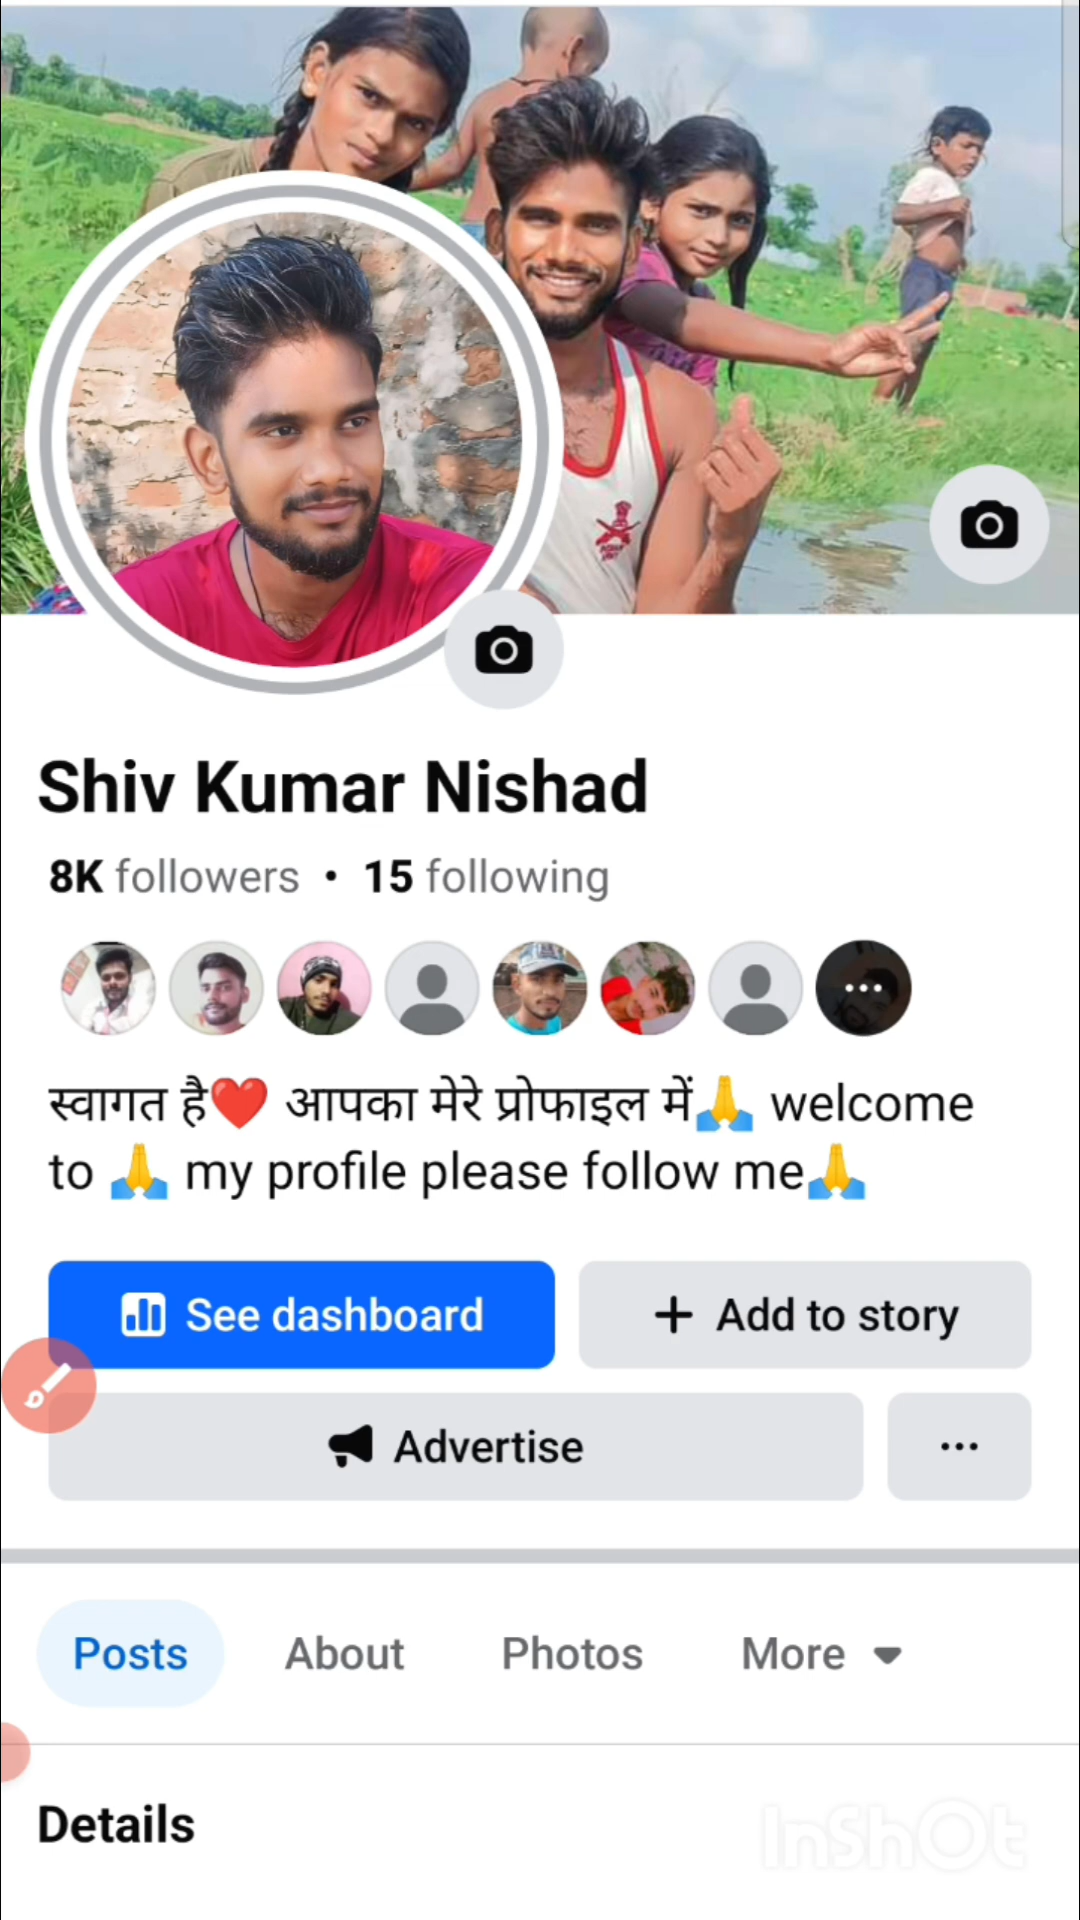 Shiv Kumar Nishad
8K followers • 15 following
स्वागत है❤️ आपका मेरे प्रोफाइल में🙏 welcome
to 🙏 my profile please follow me🙏
See dashboard
+ Add to story
Advertise
Posts About Photos More
Details
InShOt